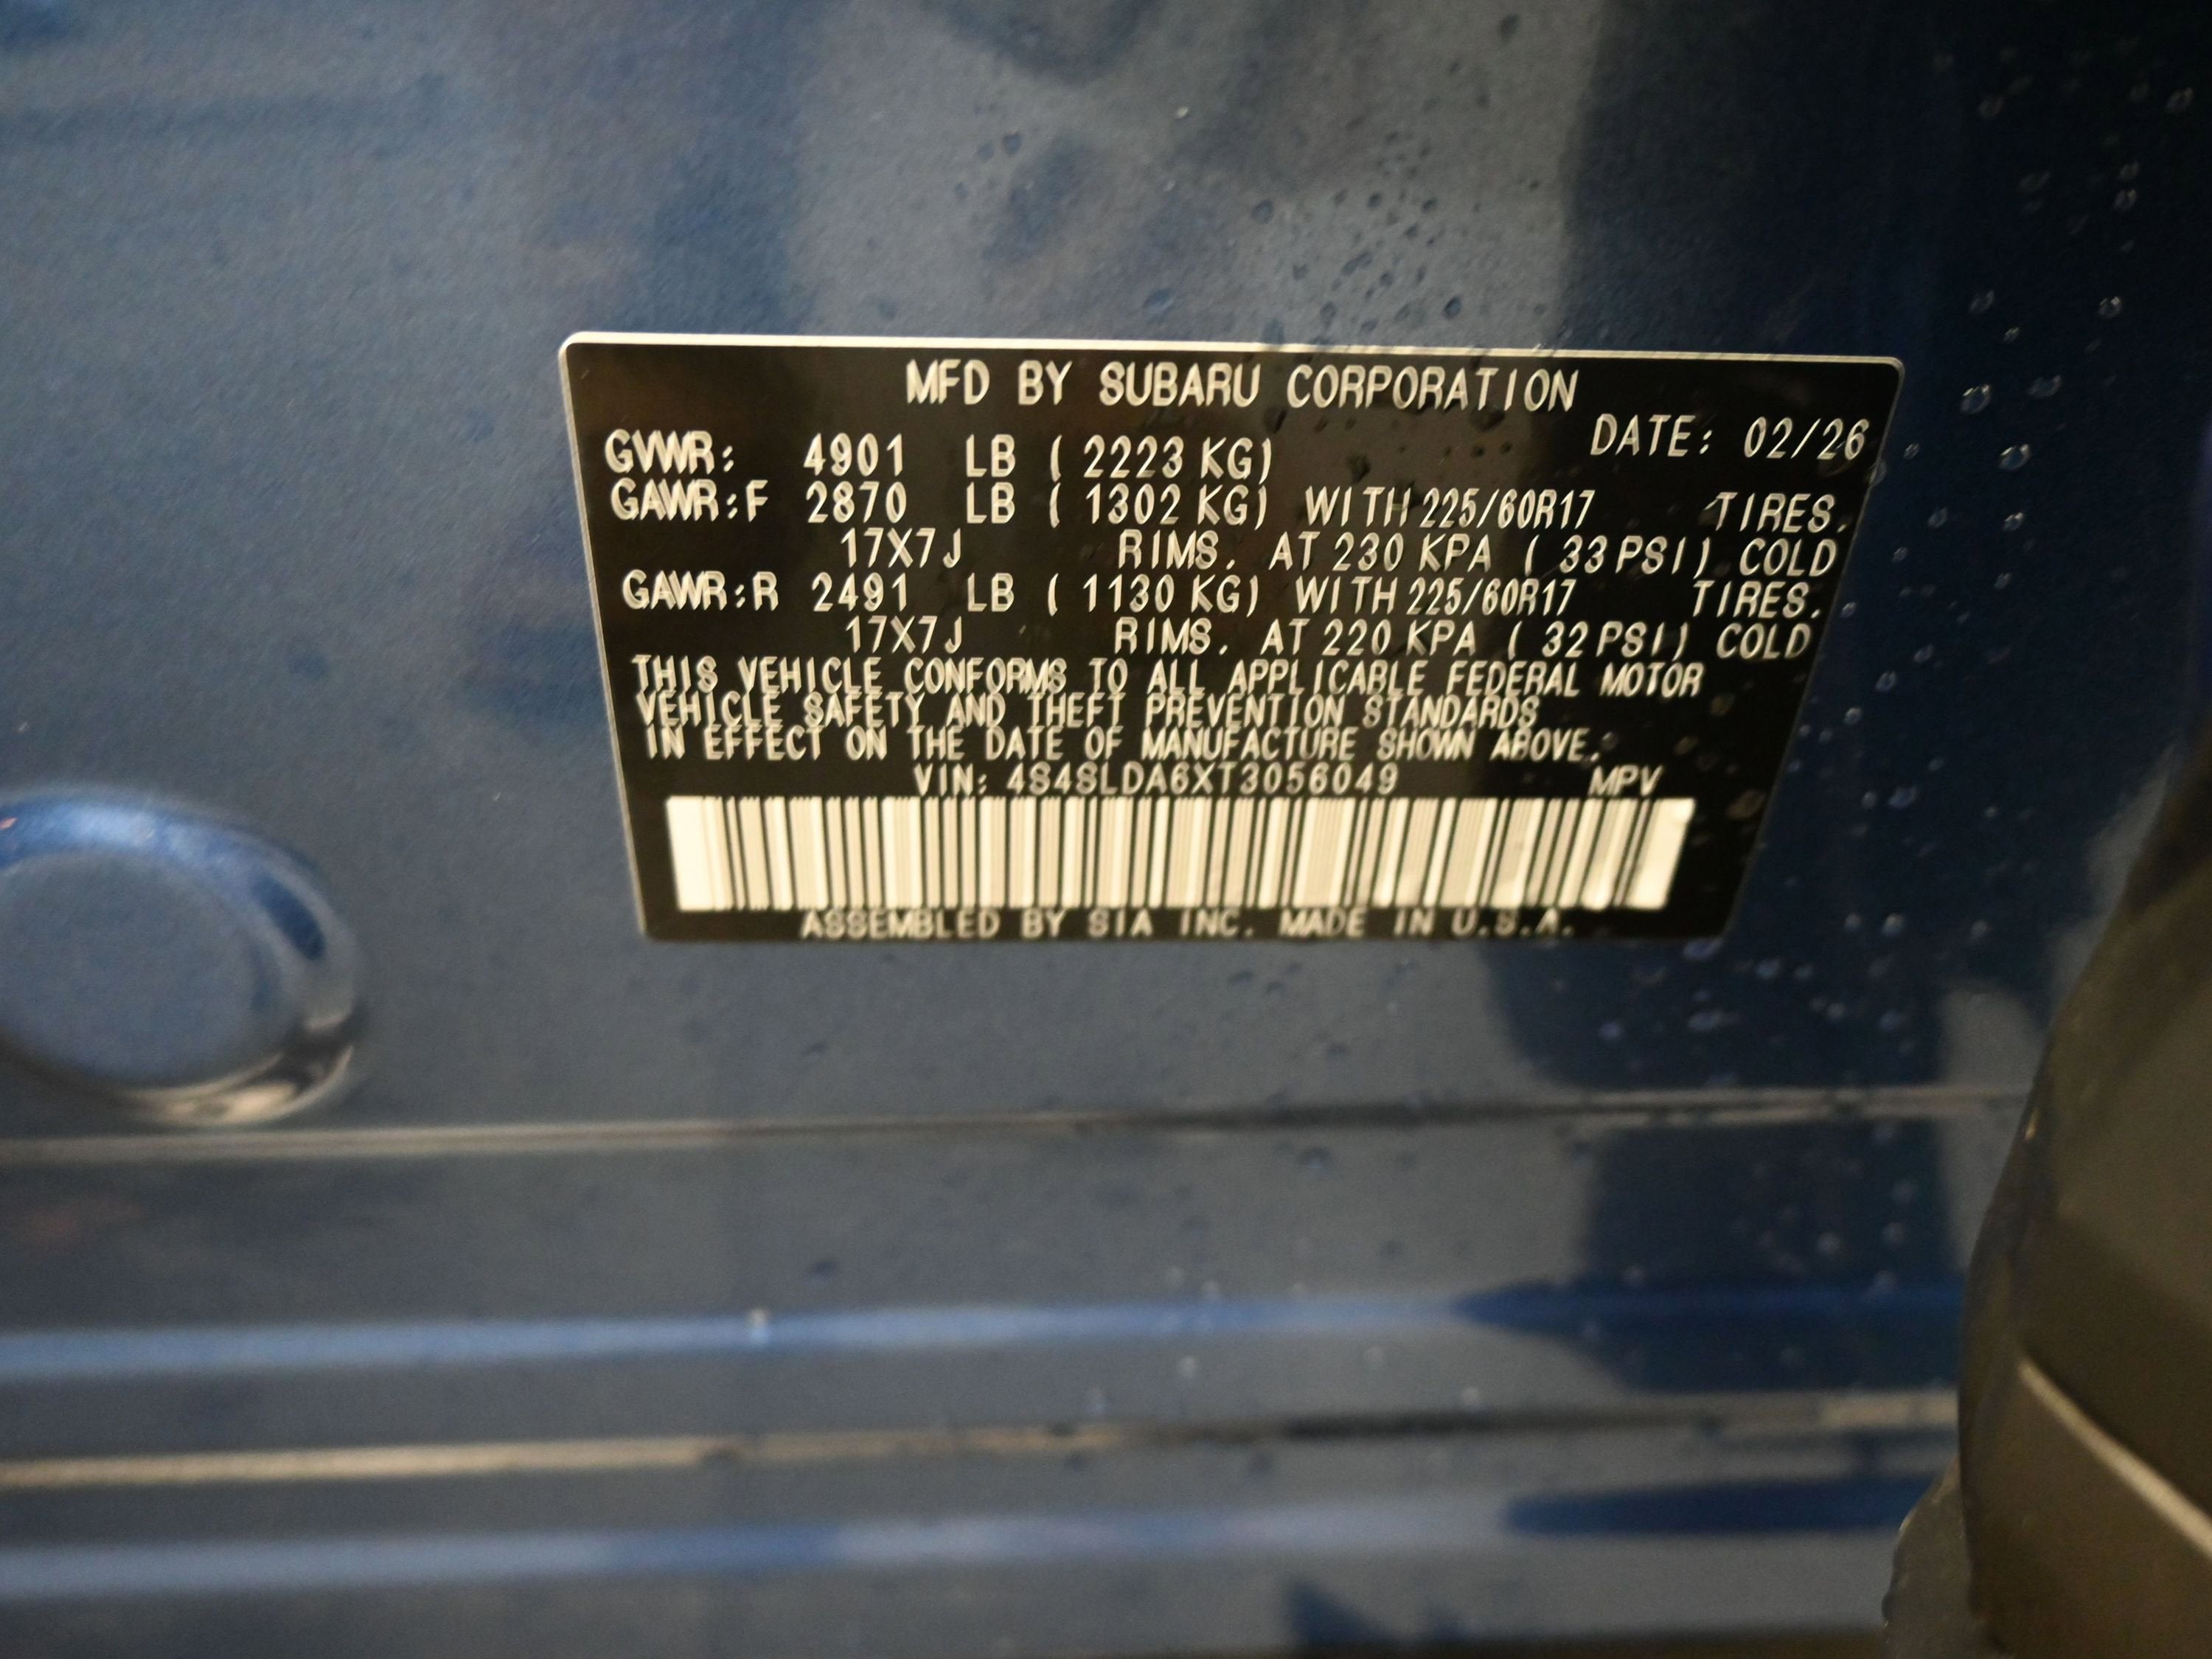 MFD BY SUBARU CORPORATION
DATE: 02/26
GVWR: 4901 LB ( 2223 KG)
GAWR:F 2870 LB ( 1302 KG) WITH 225/60R17 TIRES.
17X7J RIMS. AT 230 KPA ( 33 PSI) COLD
GAWR:R 2491 LB ( 1130 KG) WITH 225/60R17 TIRES.
17X7J RIMS. AT 220 KPA ( 32 PSI) COLD
THIS VEHICLE CONFORMS TO ALL APPLICABLE FEDERAL MOTOR
VEHICLE SAFETY AND THEFT PREVENTION STANDARDS
IN EFFECT ON THE DATE OF MANUFACTURE SHOWN ABOVE.
VIN: 4S4SLDA6XT3056049 MPV
ASSEMBLED BY SIA INC. MADE IN U.S.A.